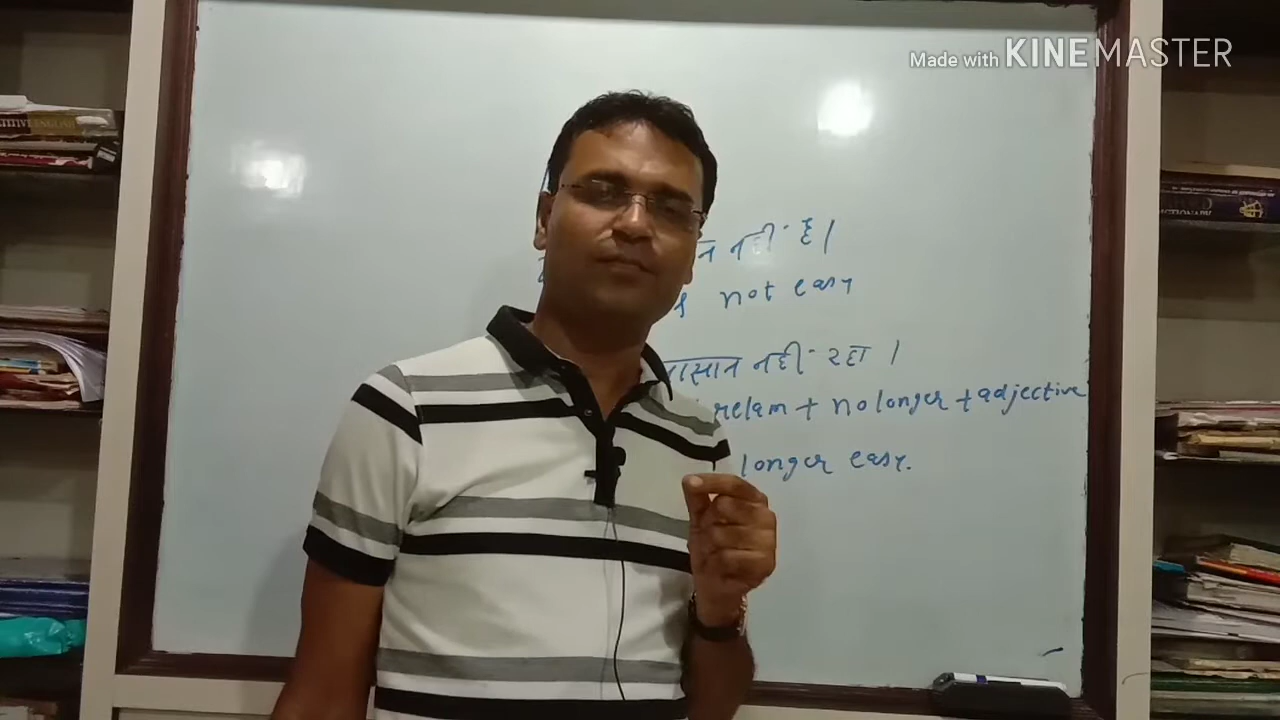 Made with KINEMASTER
न नहीं है।
not easy
आसान नहीं रहा।
relam + no longer + adjective
longer easy.